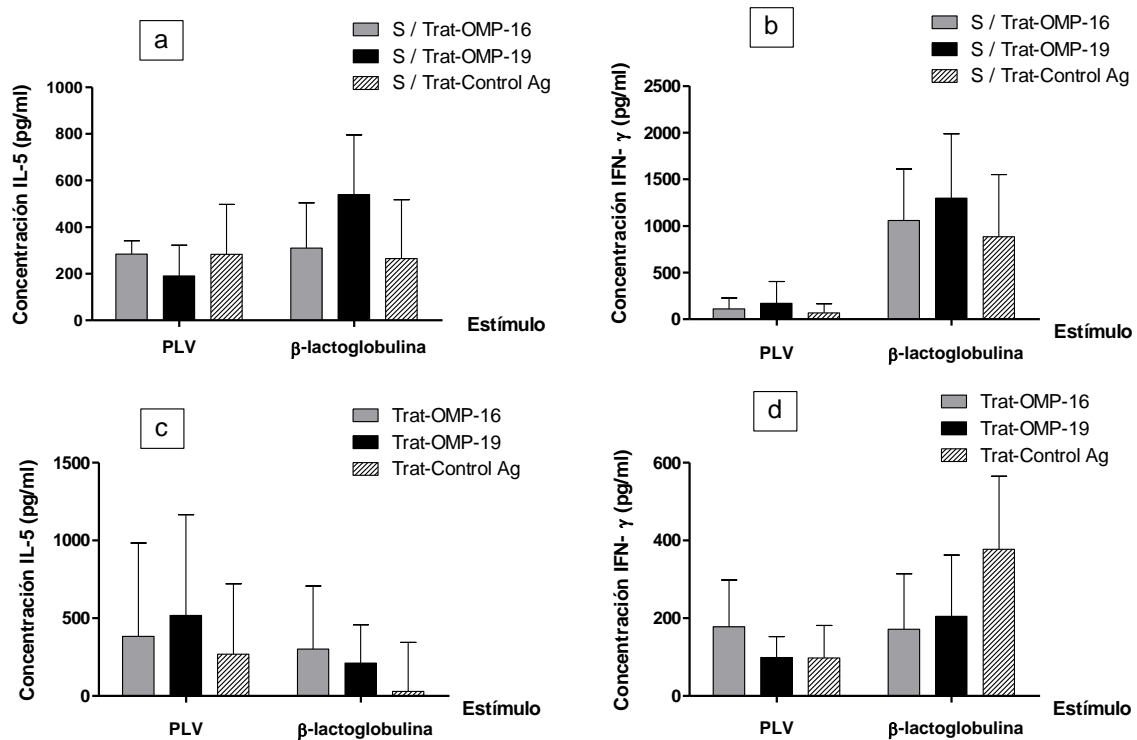 a
S / Trat-OMP-16
S / Trat-OMP-19
S / Trat-Control Ag
Concentración IL-5 (pg/ml)
1000
800
600
400
200
0
PLV
β-lactoglobulina
Estímulo
b
S / Trat-OMP-16
S / Trat-OMP-19
S / Trat-Control Ag
Concentración IFN- γ (pg/ml)
2500
2000
1500
1000
500
0
PLV
β-lactoglobulina
Estímulo
c
Trat-OMP-16
Trat-OMP-19
Trat-Control Ag
Concentración IL-5 (pg/ml)
1500
1000
500
0
PLV
β-lactoglobulina
Estímulo
d
Trat-OMP-16
Trat-OMP-19
Trat-Control Ag
Concentración IFN- γ (pg/ml)
600
400
200
0
PLV
β-lactoglobulina
Estímulo